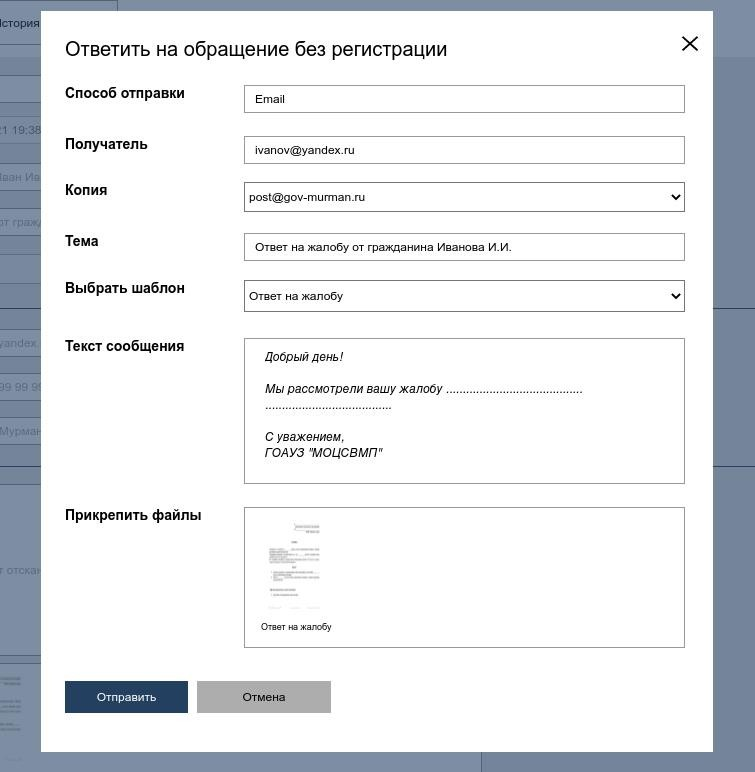 Ответить на обращение без регистрации
Способ отправки
Email
Получатель
ivanov@yandex.ru
Копия
post@gov-murman.ru
Тема
Ответ на жалобу от гражданина Иванова И.И.
Выбрать шаблон
Ответ на жалобу
Текст сообщения
Добрый день!
Мы рассмотрели вашу жалобу .........................................
......................................
С уважением,
ГОАУЗ "МОЦСВМП"
Прикрепить файлы
Ответ на жалобу
Отправить
Отмена
История
21 19:38
Иван Ив
от гражд
yandex.
99 99 99
Мурман
т отскан